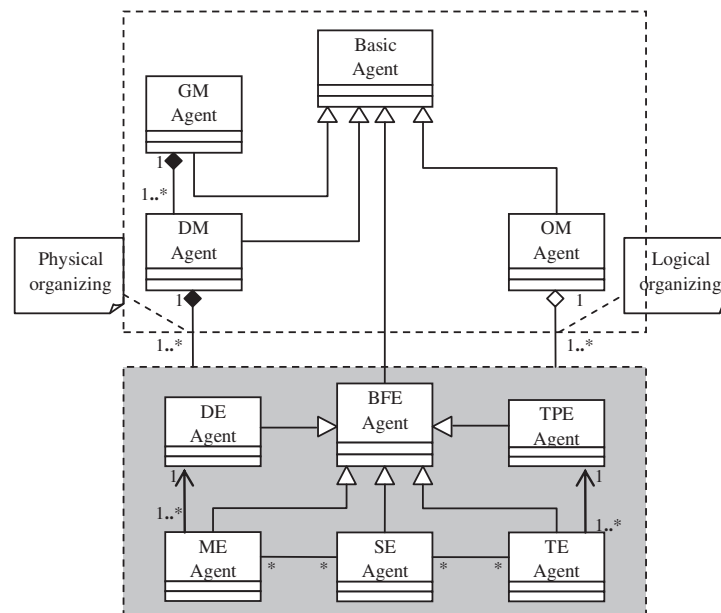 Basic
Agent
GM
Agent
1
1..*
DM
Agent
OM
Agent
Physical
organizing
Logical
organizing
1
1
1..*
1..*
DE
Agent
BFE
Agent
TPE
Agent
1
1
1..*
1..*
ME
Agent
SE
Agent
TE
Agent
*
*
*
*